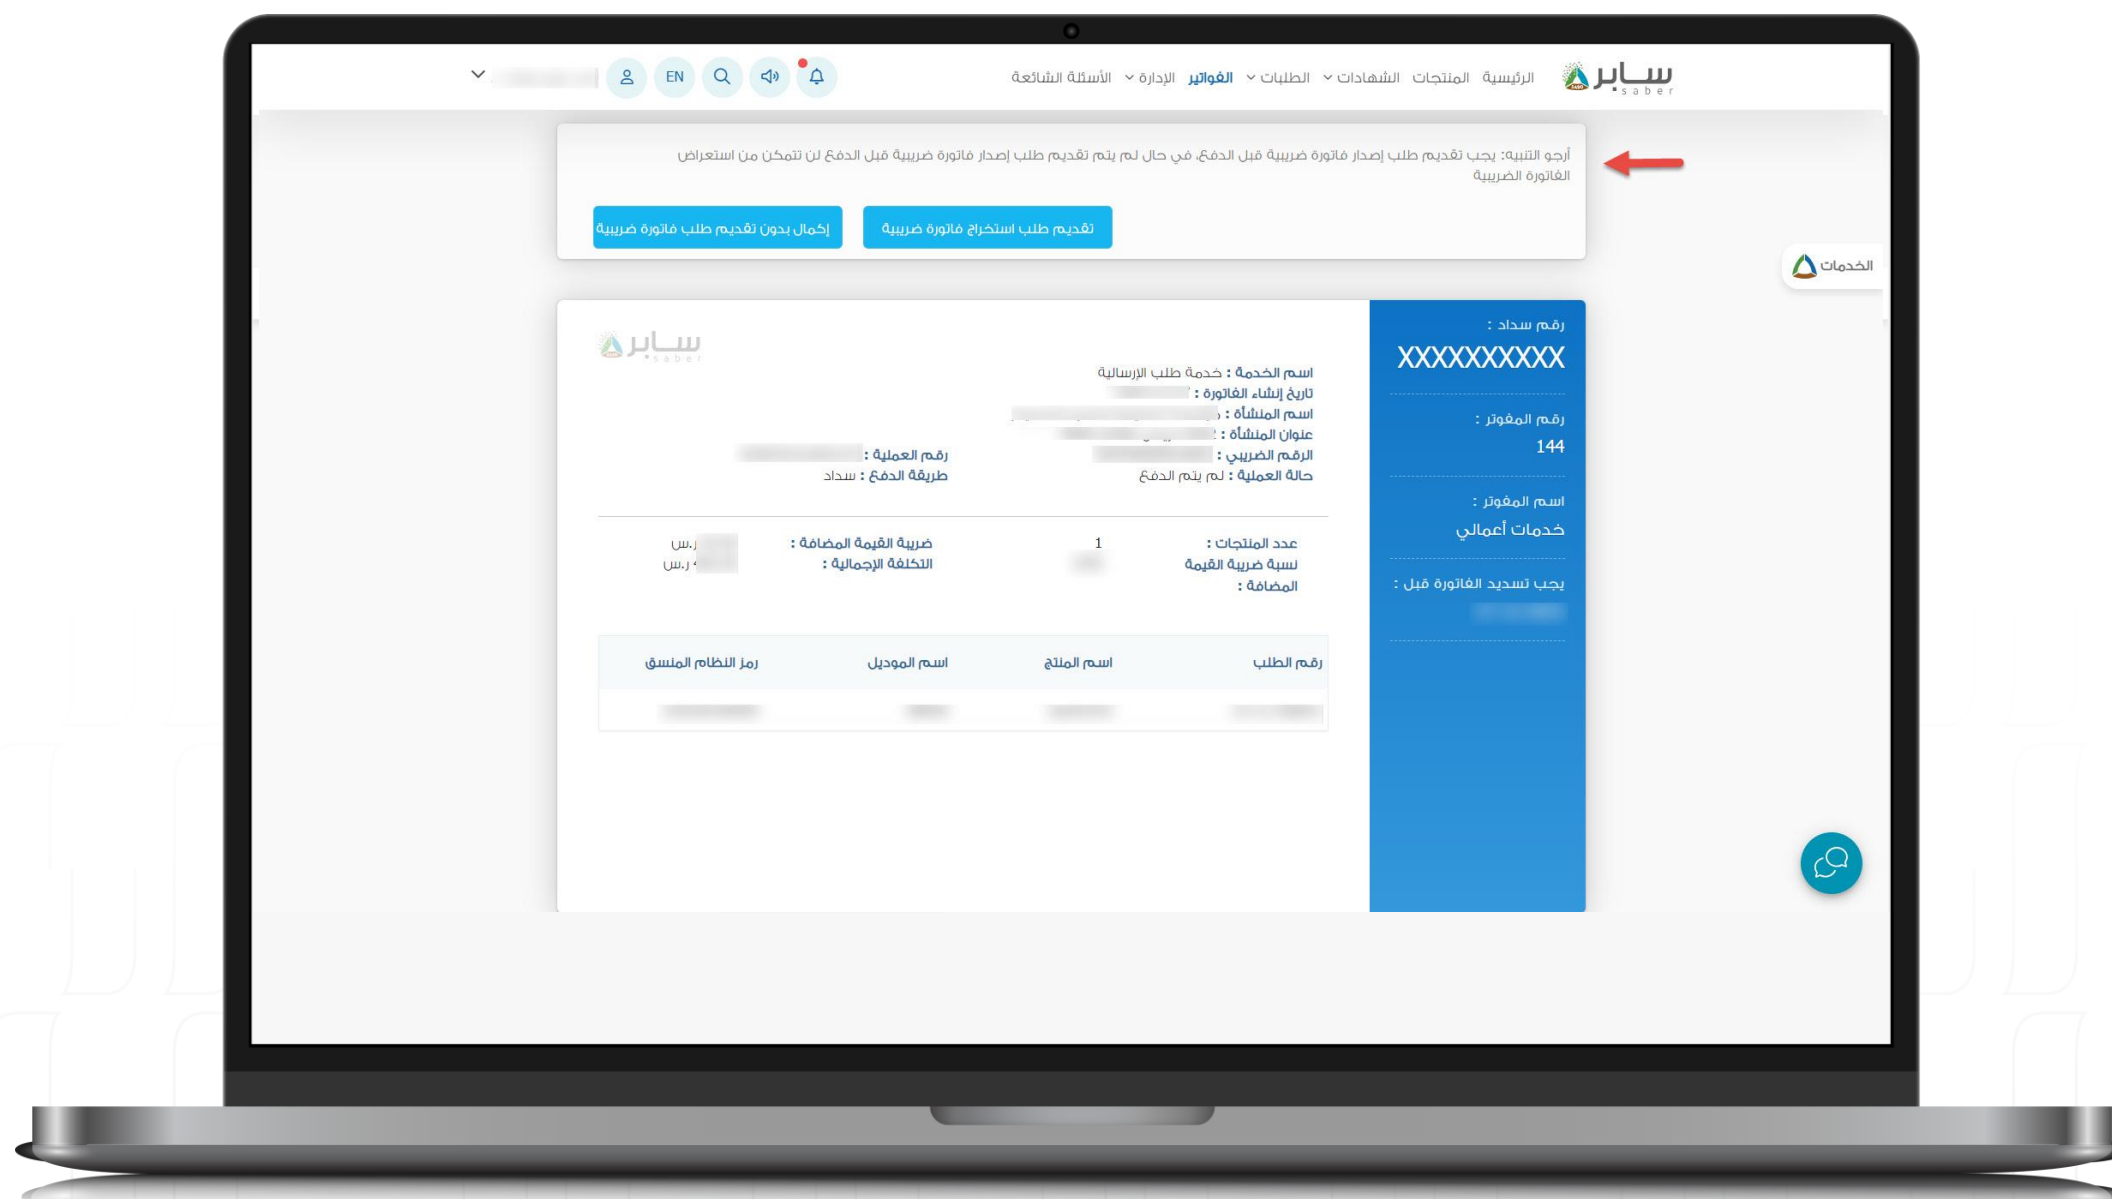 سابر
saber
الرئيسية المنتجات الشهادات الطلبات الفواتير الإدارة الأسئلة الشائعة
EN
أرجو التنبيه: يجب تقديم طلب إصدار فاتورة ضريبية قبل الدفع، في حال لم يتم تقديم طلب إصدار فاتورة ضريبية قبل الدفع لن تتمكن من استعراض
الفاتورة الضريبية
تقديم طلب استخراج فاتورة ضريبية
إكمال بدون تقديم طلب فاتورة ضريبية
الخدمات
رقم سداد :
XXXXXXXXXX
رقم المفوتر :
144
اسم المفوتر :
خدمات أعمالي
يجب تسديد الفاتورة قبل :
سابر
saber
اسم الخدمة : خدمة طلب الإرسالية
تاريخ إنشاء الفاتورة :
اسم المنشأة :
عنوان المنشأة :
الرقم الضريبي :
رقم العملية :
حالة العملية : لم يتم الدفع
طريقة الدفع : سداد
عدد المنتجات : 1
ضريبة القيمة المضافة : ر.س
نسبة ضريبة القيمة
المضافة :
التكلفة الإجمالية : ر.س
رقم الطلب اسم المنتج اسم الموديل رمز النظام المنسق